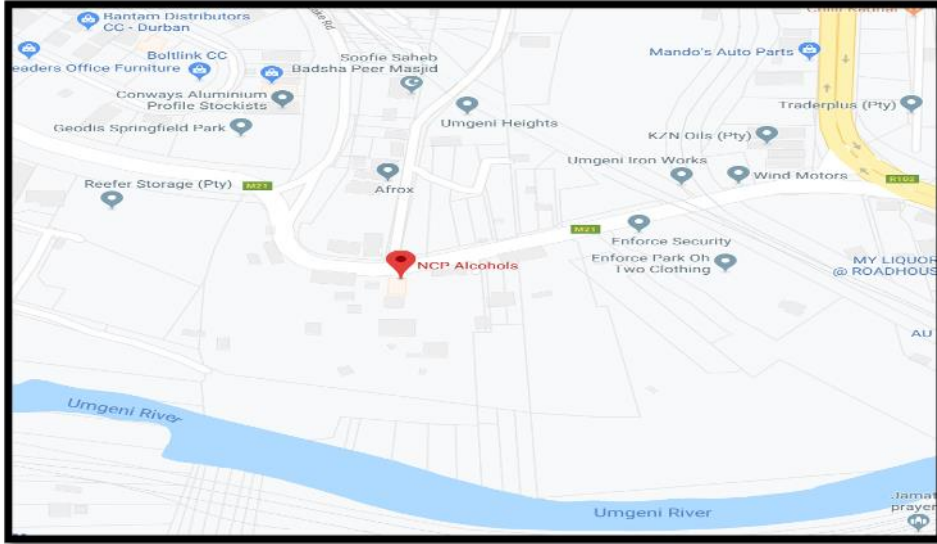 Bantam Distributors
CC - Durban
Boltlink CC
eaders Office Furniture
Soofie Saheb
Badsha Peer Masjid
Mando's Auto Parts
Conways Aluminium
Profile Stockists
Traderplus (Pty)
Geodis Springfield Park
Umgeni Heights
KZN Oils (Pty)
Umgeni Iron Works
Wind Motors
Reefer Storage (Pty)
M21
Afrox
R102
M21
Enforce Security
NCP Alcohols
Enforce Park Oh
Two Clothing
MY LIQUOR
@ ROADHOUS
AU
Umgeni River
Umgeni River
Jamat
prayer